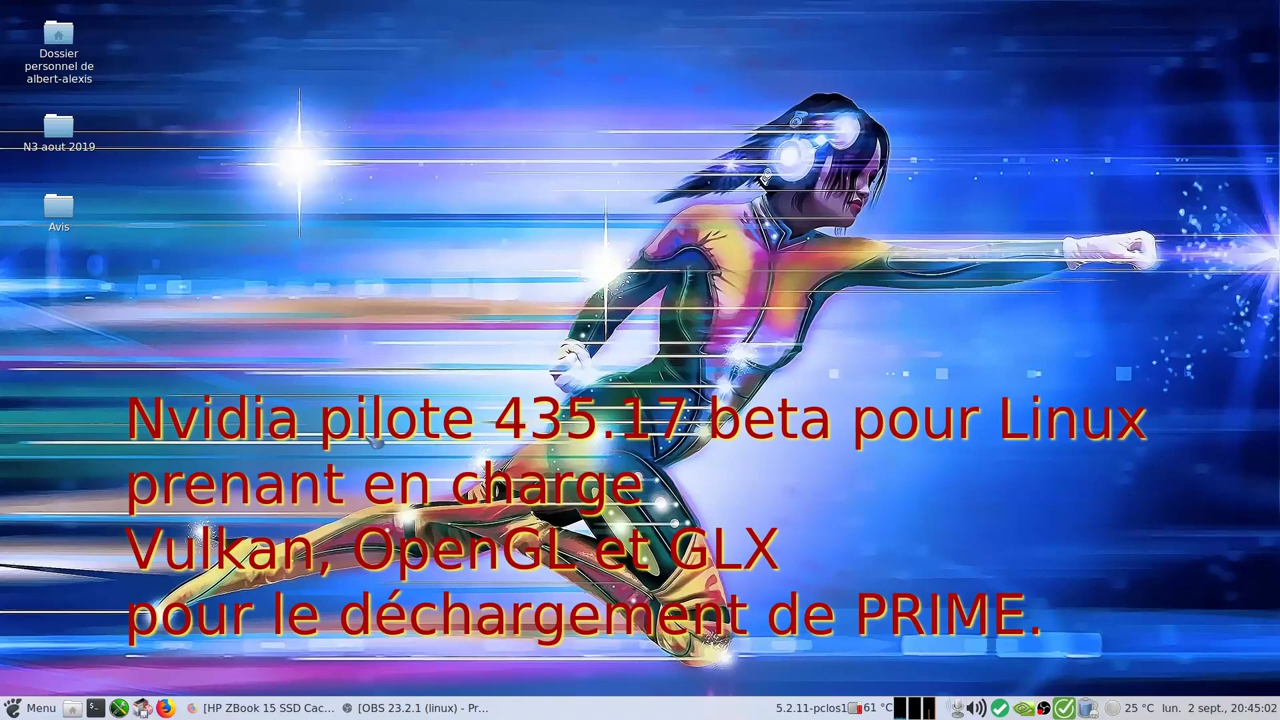 Dossier
personnel de
albert-alexis
N3 aout 2019
Avis
Nvidia pilote 435.17 beta pour Linux
prenant en charge
Vulkan, OpenGL et GLX
pour le déchargement de PRIME.
Menu [HP ZBook 15 SSD Cac... [GRS 23.2.1 (linux) - Pr... 5.2.11-pclos1 61 °C 25 °C lun. 2 sept., 20:45:02